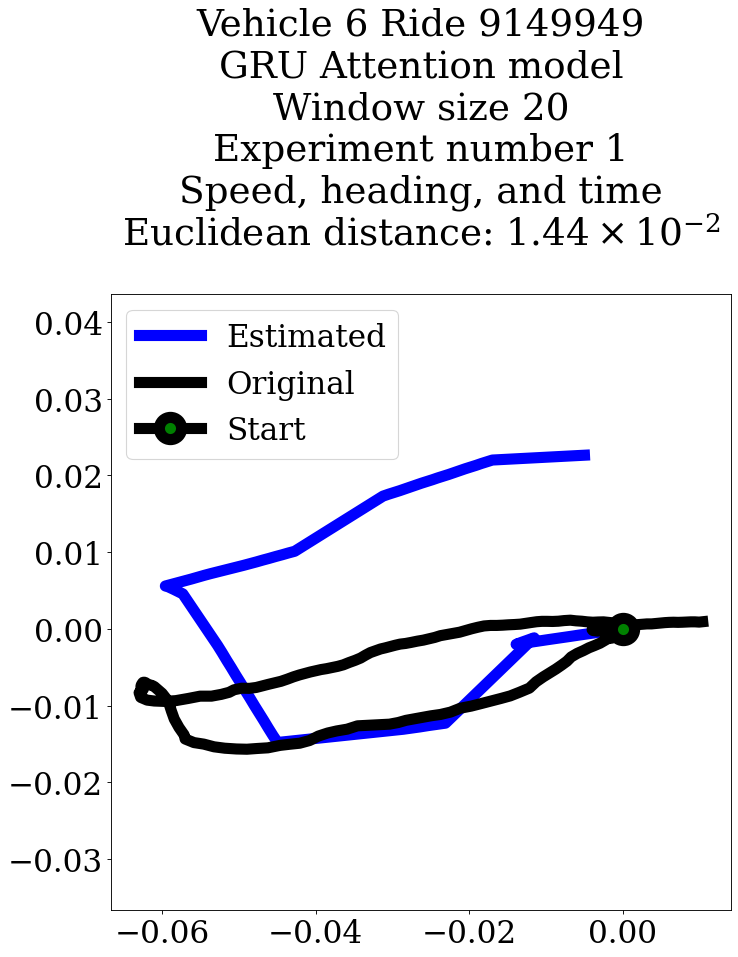 Vehicle 6 Ride 9149949
GRU Attention model
Window size 20
Experiment number 1
Speed, heading, and time
Euclidean distance: 1.44 × 10⁻²
Estimated
Original
Start
0.04
0.03
0.02
0.01
0.00
−0.01
−0.02
−0.03
−0.06 −0.04 −0.02 0.00